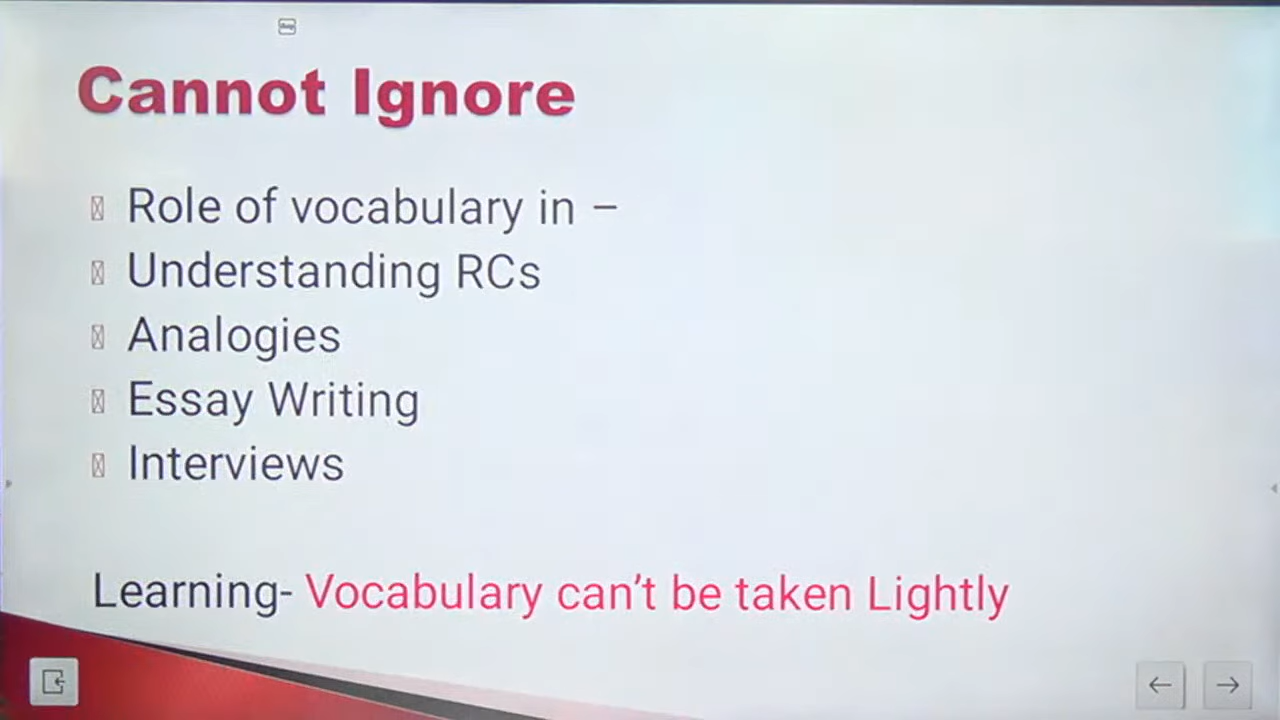 Cannot Ignore
Role of vocabulary in –
Understanding RCs
Analogies
Essay Writing
Interviews
Learning- Vocabulary can't be taken Lightly